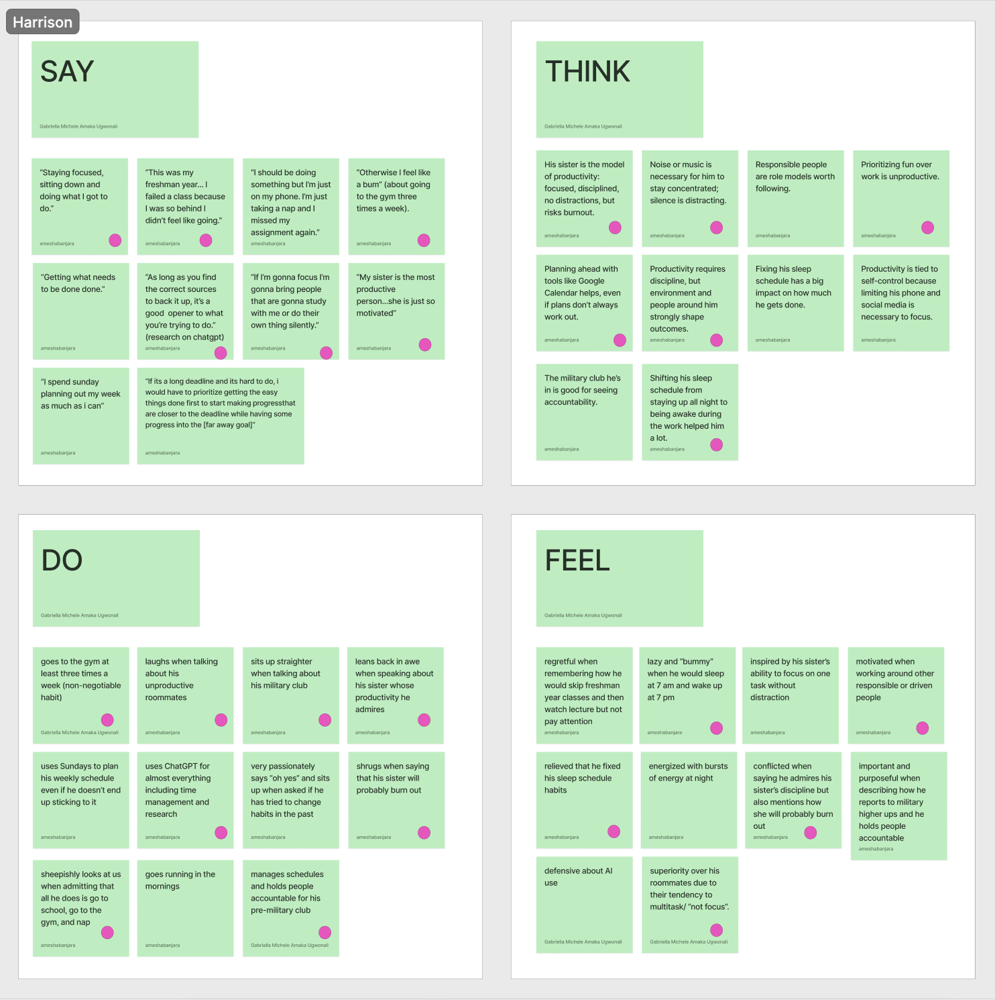 Harrison
SAY
Gabriella Michele Amaka Ugwonali
“Staying focused,
sitting down and
doing what I got to
do.”
ameshabanjara
“This was my
freshman year... I
failed a class because
I was so behind I
didn’t feel like going.”
ameshabanjara
“I should be doing
something but I’m just
on my phone. I’m just
taking a nap and I
missed my
assignment again.”
ameshabanjara
“Otherwise I feel like
a bum” (about going
to the gym three
times a week).
ameshabanjara
“Getting what needs
to be done done.”
ameshabanjara
“As long as you find
the correct sources
to back it up, it’s a
good opener to what
you’re trying to do.”
(research on chatgpt)
ameshabanjara
“If I’m gonna focus I’m
gonna bring people
that are gonna study
with me or do their
own thing silently.”
ameshabanjara
“My sister is the most
productive
person...she is just so
motivated”
ameshabanjara
“I spend sunday
planning out my week
as much as i can”
ameshabanjara
“If its a long deadline and its hard to do, i
would have to prioritize getting the easy
things done first to start making progressthat
are closer to the deadline while having some
progress into the [far away goal]”
ameshabanjara
THINK
Gabriella Michele Amaka Ugwonali
His sister is the model
of productivity:
focused, disciplined,
no distractions, but
risks burnout.
ameshabanjara
Noise or music is
necessary for him to
stay concentrated;
silence is distracting.
ameshabanjara
Responsible people
are role models worth
following.
ameshabanjara
Prioritizing fun over
work is unproductive.
ameshabanjara
Planning ahead with
tools like Google
Calendar helps, even
if plans don’t always
work out.
ameshabanjara
Productivity requires
discipline, but
environment and
people around him
strongly shape
outcomes.
ameshabanjara
Fixing his sleep
schedule has a big
impact on how much
he gets done.
ameshabanjara
Productivity is tied to
self-control because
limiting his phone and
social media is
necessary to focus.
ameshabanjara
The military club he’s
in is good for seeing
accountability.
ameshabanjara
Shifting his sleep
schedule from
staying up all night to
being awake during
the work helped him
a lot.
ameshabanjara
DO
Gabriella Michele Amaka Ugwonali
goes to the gym at
least three times a
week (non-negotiable
habit)
Gabriella Michele Amaka Ugwonali
laughs when talking
about his
unproductive
roommates
ameshabanjara
sits up straighter
when talking about
his military club
ameshabanjara
leans back in awe
when speaking about
his sister whose
productivity he
admires
ameshabanjara
uses Sundays to plan
his weekly schedule
even if he doesn’t end
up sticking to it
ameshabanjara
uses ChatGPT for
almost everything
including time
management and
research
ameshabanjara
very passionately
says “oh yes” and sits
up when asked if he
has tried to change
habits in the past
ameshabanjara
shrugs when saying
that his sister will
probably burn out
ameshabanjara
sheepishly looks at us
when admitting that
all he does is go to
school, go to the
gym, and nap
ameshabanjara
goes running in the
mornings
ameshabanjara
manages schedules
and holds people
accountable for his
pre-military club
Gabriella Michele Amaka Ugwonali
FEEL
Gabriella Michele Amaka Ugwonali
regretful when
remembering how he
would skip freshman
year classes and then
watch lecture but not
pay attention
ameshabanjara
lazy and “bummy”
when he would sleep
at 7 am and wake up
at 7 pm
ameshabanjara
inspired by his sister’s
ability to focus on one
task without
distraction
ameshabanjara
motivated when
working around other
responsible or driven
people
ameshabanjara
relieved that he fixed
his sleep schedule
habits
ameshabanjara
energized with bursts
of energy at night
ameshabanjara
conflicted when
saying he admires his
sister’s discipline but
also mentions how
she will probably burn
out
ameshabanjara
important and
purposeful when
describing how he
reports to military
higher ups and he
holds people
accountable
ameshabanjara
defensive about AI
use
Gabriella Michele Amaka Ugwonali
superiority over his
roommates due to
their tendency to
multitask/ “not focus”.
Gabriella Michele Amaka Ugwonali